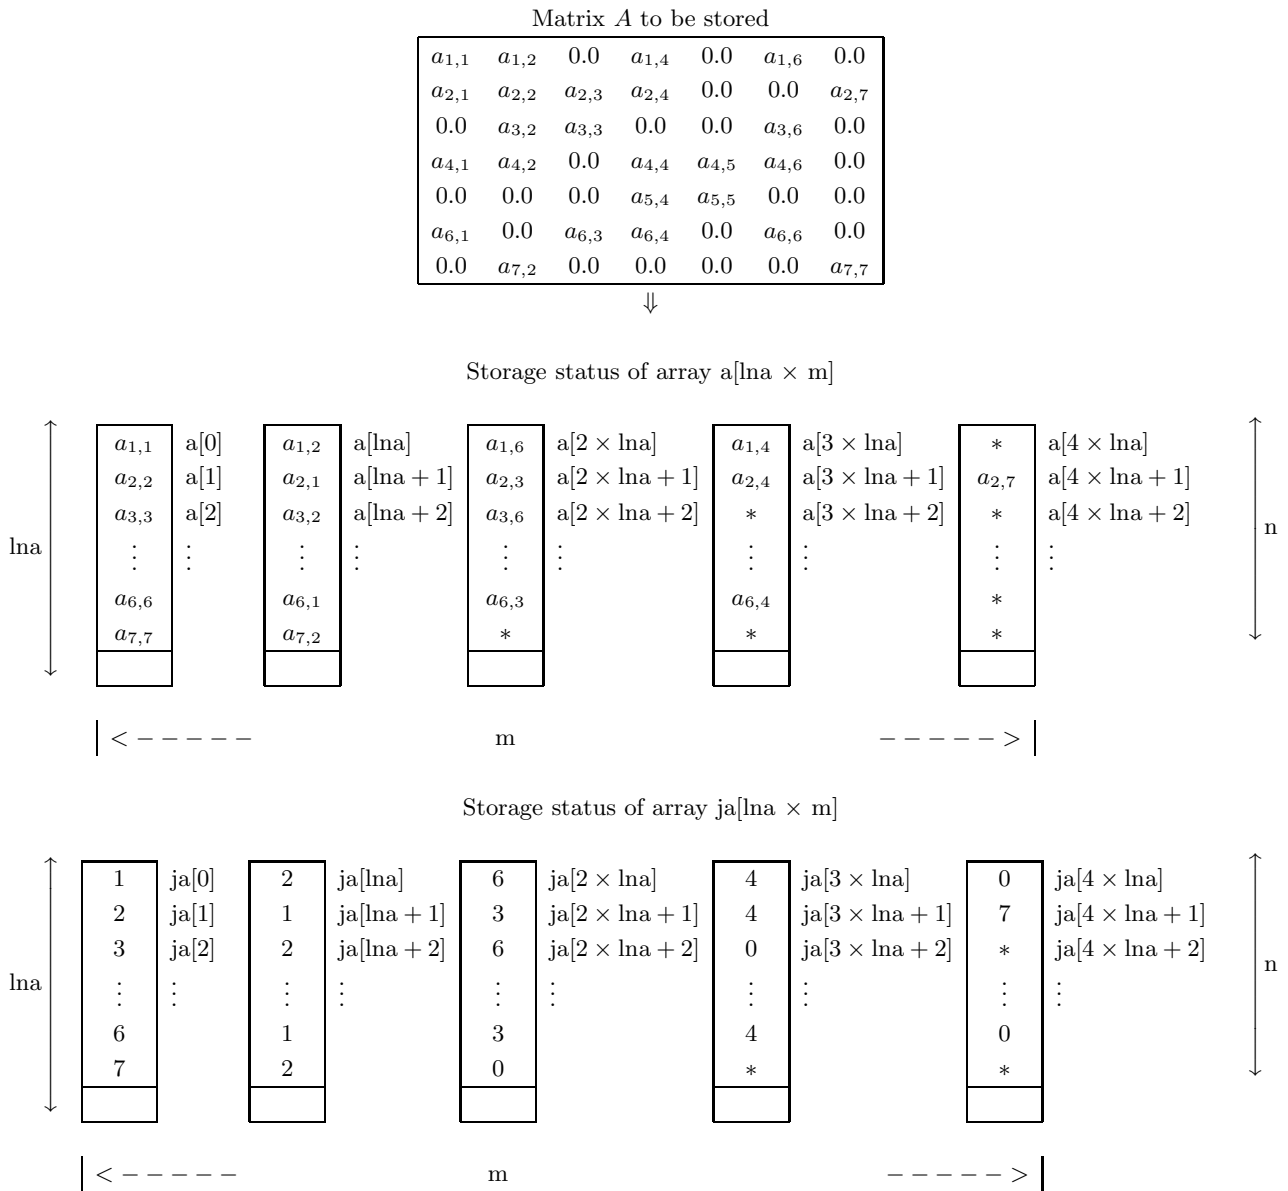 Matrix A to be stored
a1,1 a1,2 0.0 a1,4 0.0 a1,6 0.0
a2,1 a2,2 a2,3 a2,4 0.0 0.0 a2,7
0.0 a3,2 a3,3 0.0 0.0 a3,6 0.0
a4,1 a4,2 0.0 a4,4 a4,5 a4,6 0.0
0.0 0.0 0.0 a5,4 a5,5 0.0 0.0
a6,1 0.0 a6,3 a6,4 0.0 a6,6 0.0
0.0 a7,2 0.0 0.0 0.0 0.0 a7,7
⇓
Storage status of array a[lna × m]
a1,1 a[0] a1,2 a[lna] a1,6 a[2 × lna] a1,4 a[3 × lna] * a[4 × lna]
a2,2 a[1] a2,1 a[lna + 1] a2,3 a[2 × lna + 1] a2,4 a[3 × lna + 1] a2,7 a[4 × lna + 1]
a3,3 a[2] a3,2 a[lna + 2] a3,6 a[2 × lna + 2] * a[3 × lna + 2] * a[4 × lna + 2]
lna ⋮ ⋮ ⋮ ⋮ ⋮ ⋮ ⋮ ⋮ ⋮ ⋮ n
a6,6 a6,1 a6,3 a6,4 *
a7,7 a7,2 * * *
| < − − − − − m − − − − − > |
Storage status of array ja[lna × m]
1 ja[0] 2 ja[lna] 6 ja[2 × lna] 4 ja[3 × lna] 0 ja[4 × lna]
2 ja[1] 1 ja[lna + 1] 3 ja[2 × lna + 1] 4 ja[3 × lna + 1] 7 ja[4 × lna + 1]
3 ja[2] 2 ja[lna + 2] 6 ja[2 × lna + 2] 0 ja[3 × lna + 2] * ja[4 × lna + 2]
lna ⋮ ⋮ ⋮ ⋮ ⋮ ⋮ ⋮ ⋮ ⋮ ⋮ n
6 1 3 4 0
7 2 0 * *
| < − − − − − m − − − − − > |